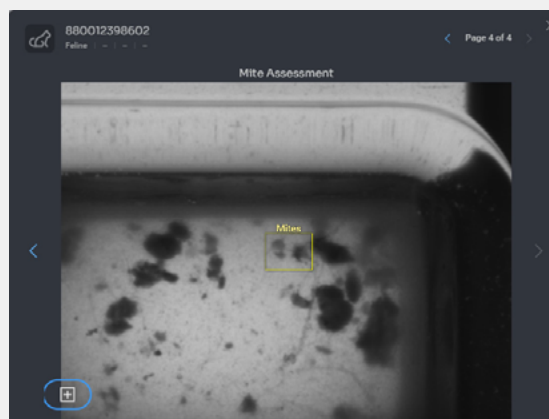 880012398602
Feline | – | – | –
Page 4 of 4
Mite Assessment
Mites